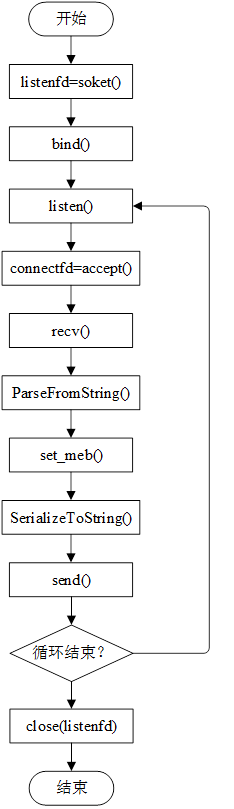 开始
listenfd=soket()
bind()
listen()
connectfd=accept()
recv()
ParseFromString()
set_meb()
SerializeToString()
send()
循环结束?
close(listenfd)
结束